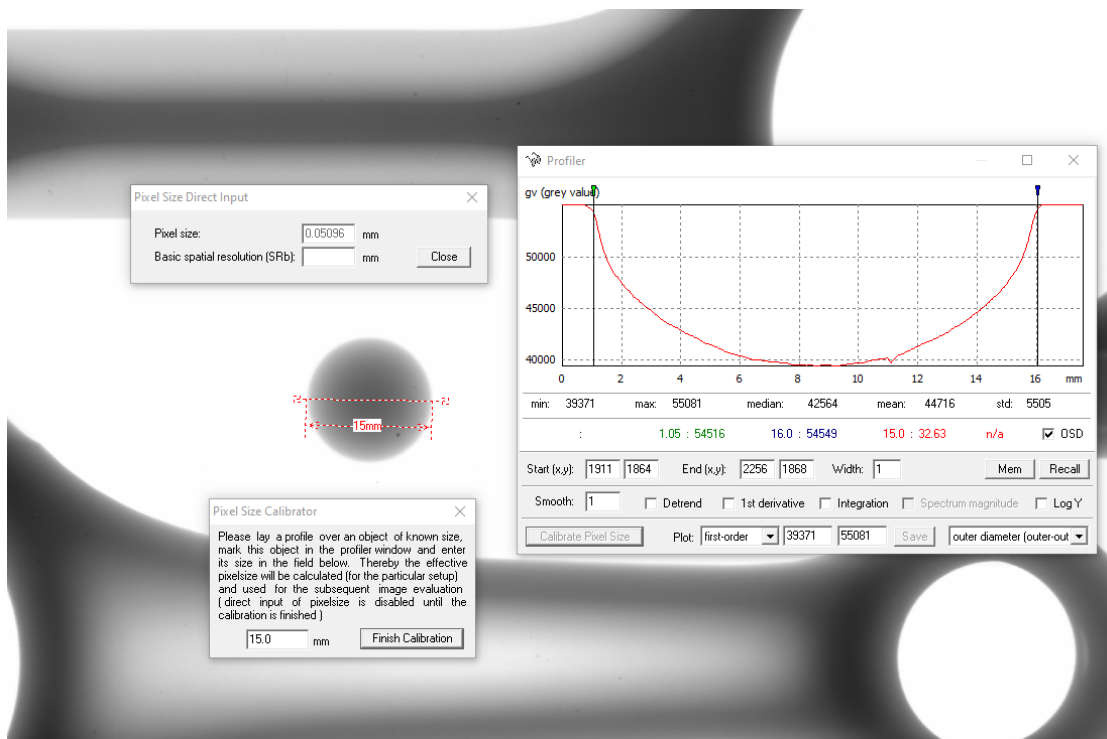 Profiler
gv (grey value)
50000
45000
40000
0 2 4 6 8 10 12 14 16 mm
min: 39371 max: 55081 median: 42564 mean: 44716 std: 5505
: 1.05 : 54516 16.0 : 54549 15.0 : 32.63 n/a OSD
Start (x,y): 1911 1864 End (x,y): 2256 1868 Width: 1 Mem Recall
Smooth: 1 Detrend 1st derivative Integration Spectrum magnitude Log Y
Calibrate Pixel Size Plot: first-order 39371 55081 Save outer diameter (outer-out
Pixel Size Direct Input
Pixel size: 0.05096 mm
Basic spatial resolution (SRb): mm Close
15mm
Pixel Size Calibrator
Please lay a profile over an object of known size,
mark this object in the profiler window and enter
its size in the field below. Thereby the effective
pixelsize will be calculated (for the particular setup)
and used for the subsequent image evaluation
( direct input of pixelsize is disabled until the
calibration is finished )
15.0 mm Finish Calibration